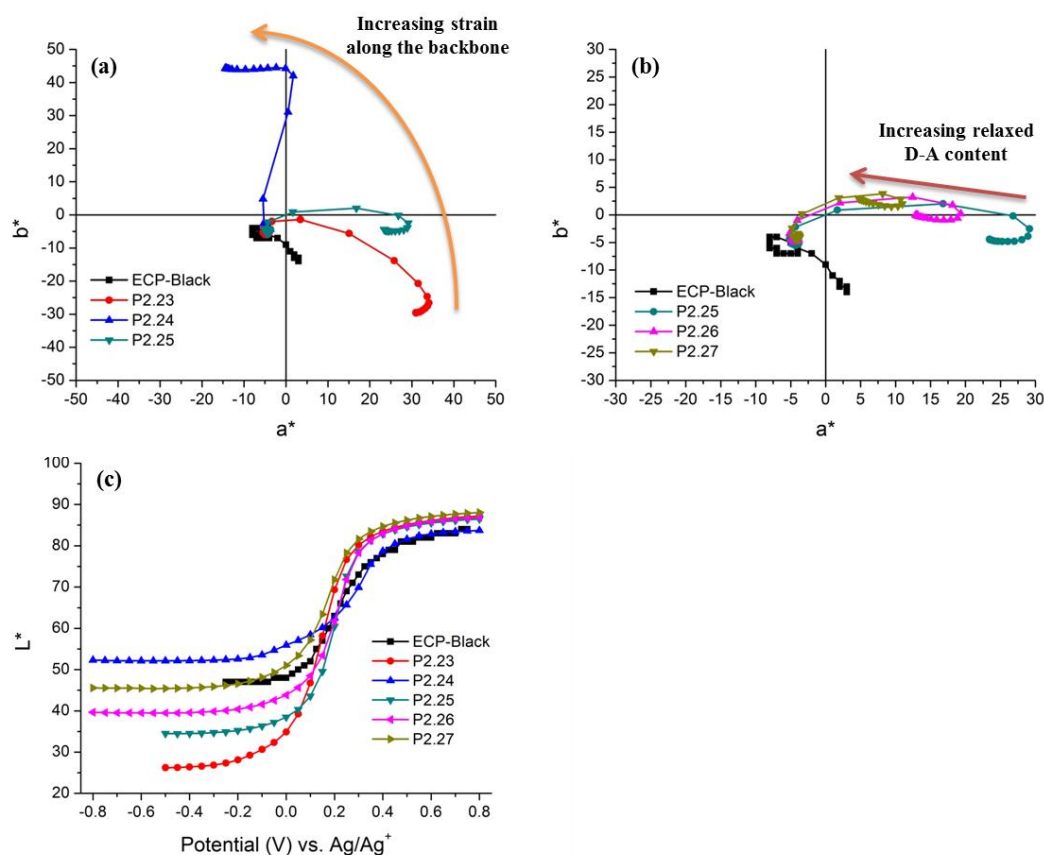 Increasing strain
along the backbone
(a)
50
40
30
20
10
0
-10
-20
-30
-40
-50
b*
ECP-Black
P2.23
P2.24
P2.25
-50 -40 -30 -20 -10 0 10 20 30 40 50
a*
(b)
30
25
20
15
10
5
0
-5
-10
-15
-20
-25
-30
b*
Increasing relaxed
D-A content
ECP-Black
P2.25
P2.26
P2.27
-30 -25 -20 -15 -10 -5 0 5 10 15 20 25 30
a*
(c)
100
90
80
70
60
50
40
30
20
L*
ECP-Black
P2.23
P2.24
P2.25
P2.26
P2.27
-0.8 -0.6 -0.4 -0.2 0.0 0.2 0.4 0.6 0.8
Potential (V) vs. Ag/Ag⁺